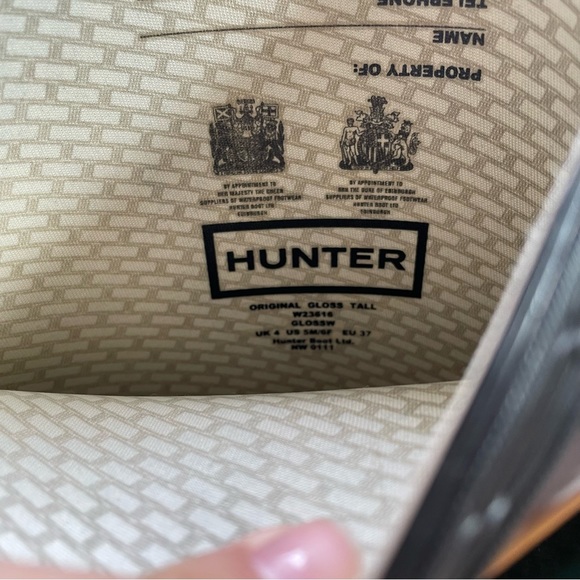 TELEPHONE
NAME
PROPERTY OF:
BY APPOINTMENT TO
HER MAJESTY THE QUEEN
SUPPLIERS OF WATERPROOF FOOTWEAR
HUNTER BOOT LTD
EDINBURGH
BY APPOINTMENT TO
HRH THE DUKE OF EDINBURGH
SUPPLIERS OF WATERPROOF FOOTWEAR
HUNTER BOOT LTD
EDINBURGH
HUNTER
ORIGINAL GLOSS TALL
W23616
GLOSSW
UK 4 US 5M/6F EU 37
Hunter Boot Ltd.
HW 0111